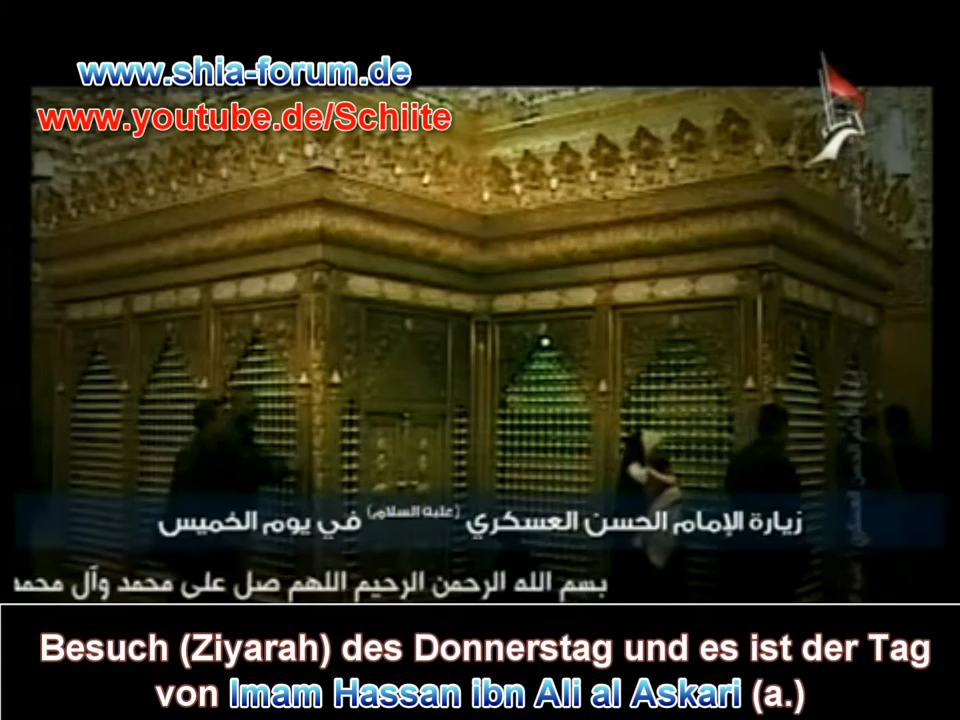 www.shia-forum.de
www.youtube.de/Schiite
زيارة الإمام الحسن العسكري (عليه السلام) في يوم الخميس
بسم الله الرحمن الرحيم اللهم صل على محمد وآل محمد
Besuch (Ziyarah) des Donnerstag und es ist der Tag
von Imam Hassan ibn Ali al Askari (a.)